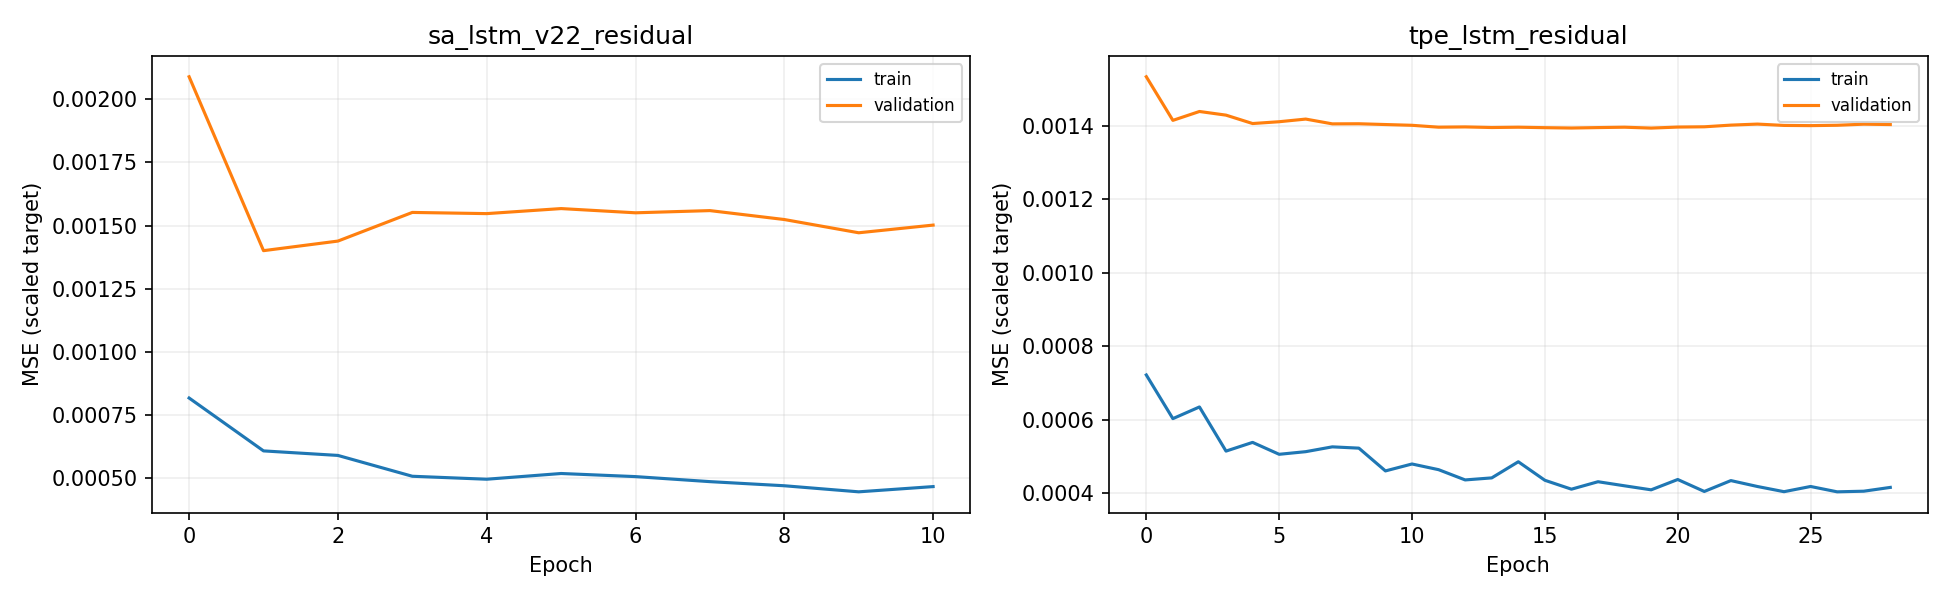 sa_lstm_v22_residual
train
validation
MSE (scaled target)
0.00200
0.00175
0.00150
0.00125
0.00100
0.00075
0.00050
0 2 4 6 8 10
Epoch
tpe_lstm_residual
train
validation
MSE (scaled target)
0.0014
0.0012
0.0010
0.0008
0.0006
0.0004
0 5 10 15 20 25
Epoch